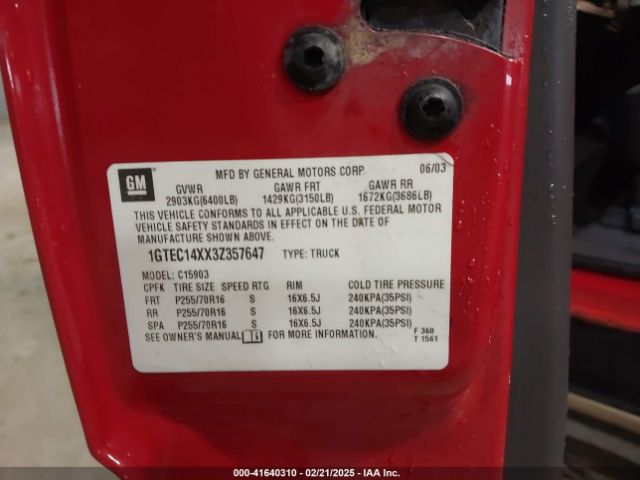 GM
MFD BY GENERAL MOTORS CORP. 06/03
GVWR GAWR FRT GAWR RR
2903KG(6400LB) 1429KG(3150LB) 1672KG(3686LB)
THIS VEHICLE CONFORMS TO ALL APPLICABLE U.S. FEDERAL MOTOR
VEHICLE SAFETY STANDARDS IN EFFECT ON THE DATE OF
MANUFACTURE SHOWN ABOVE.
1GTEC14XX3Z357647 TYPE: TRUCK
MODEL: C15903
CPFK TIRE SIZE SPEED RTG RIM COLD TIRE PRESSURE
FRT P255/70R16 S 16X6.5J 240KPA(35PSI)
RR P255/70R16 S 16X6.5J 240KPA(35PSI)
SPA P255/70R16 S 16X6.5J 240KPA(35PSI)
SEE OWNER'S MANUAL FOR MORE INFORMATION.
F 360
T 1561
000-41640310 - 02/21/2025 - IAA Inc.